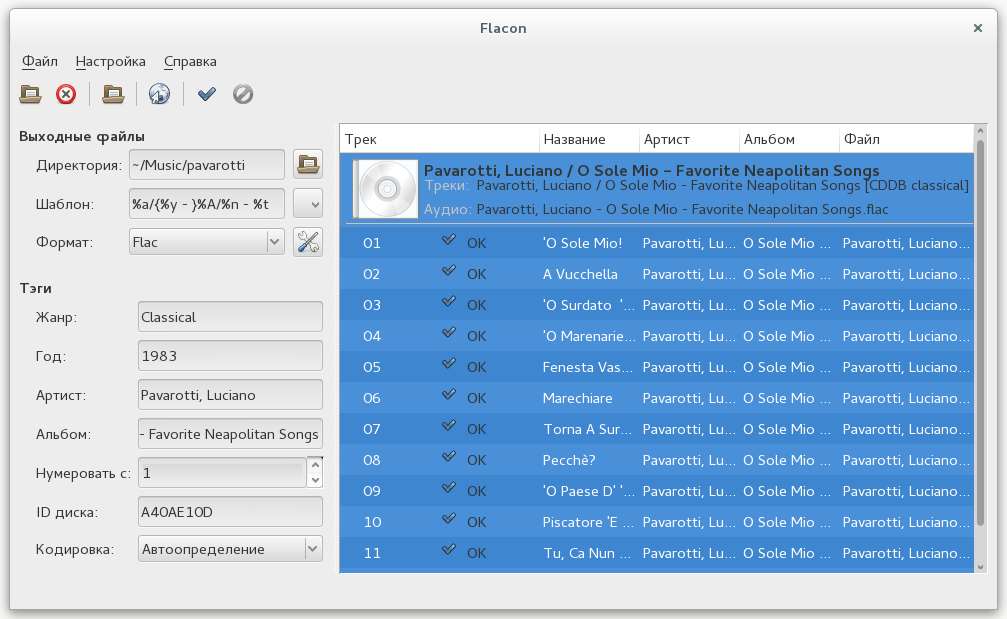 Flacon
Файл Настройка Справка
Выходные файлы
Директория: ~/Music/pavarotti
Шаблон: %a/{%y - }%A/%n - %t
Формат: Flac
Тэги
Жанр: Classical
Год: 1983
Артист: Pavarotti, Luciano
Альбом: - Favorite Neapolitan Songs
Нумеровать с: 1
ID диска: A40AE10D
Кодировка: Автоопределение
Трек Название Артист Альбом Файл
Pavarotti, Luciano / O Sole Mio – Favorite Neapolitan Songs
Треки: Pavarotti, Luciano / O Sole Mio - Favorite Neapolitan Songs [CDDB classical]
Аудио: Pavarotti, Luciano - O Sole Mio - Favorite Neapolitan Songs.flac
01 OK 'O Sole Mio! Pavarotti, Lu... O Sole Mio ... Pavarotti, Luciano...
02 OK A Vucchella Pavarotti, Lu... O Sole Mio ... Pavarotti, Luciano...
03 OK 'O Surdato '... Pavarotti, Lu... O Sole Mio ... Pavarotti, Luciano...
04 OK 'O Marenarie... Pavarotti, Lu... O Sole Mio ... Pavarotti, Luciano...
05 OK Fenesta Vas... Pavarotti, Lu... O Sole Mio ... Pavarotti, Luciano...
06 OK Marechiare Pavarotti, Lu... O Sole Mio ... Pavarotti, Luciano...
07 OK Torna A Sur... Pavarotti, Lu... O Sole Mio ... Pavarotti, Luciano...
08 OK Pecchè? Pavarotti, Lu... O Sole Mio ... Pavarotti, Luciano...
09 OK 'O Paese D' '... Pavarotti, Lu... O Sole Mio ... Pavarotti, Luciano...
10 OK Piscatore 'E ... Pavarotti, Lu... O Sole Mio ... Pavarotti, Luciano...
11 OK Tu, Ca Nun ... Pavarotti, Lu... O Sole Mio ... Pavarotti, Luciano...